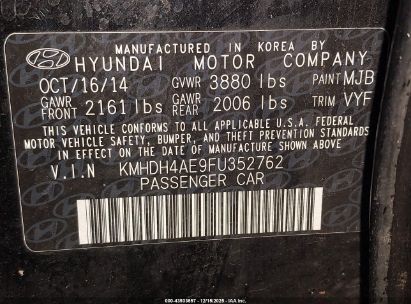 MANUFACTURED IN KOREA BY
HYUNDAI MOTOR COMPANY
OCT/16/14 GVWR 3880 lbs PAINT MJB
GAWR FRONT 2161 lbs GAWR REAR 2006 lbs TRIM VYF
THIS VEHICLE CONFORMS TO ALL APPLICABLE U.S.A. FEDERAL
MOTOR VEHICLE SAFETY, BUMPER, AND THEFT PREVENTION STANDARDS
IN EFFECT ON THE DATE OF MANUFACTURE SHOWN ABOVE.
V.I.N KMHDH4AE9FU352762
PASSENGER CAR